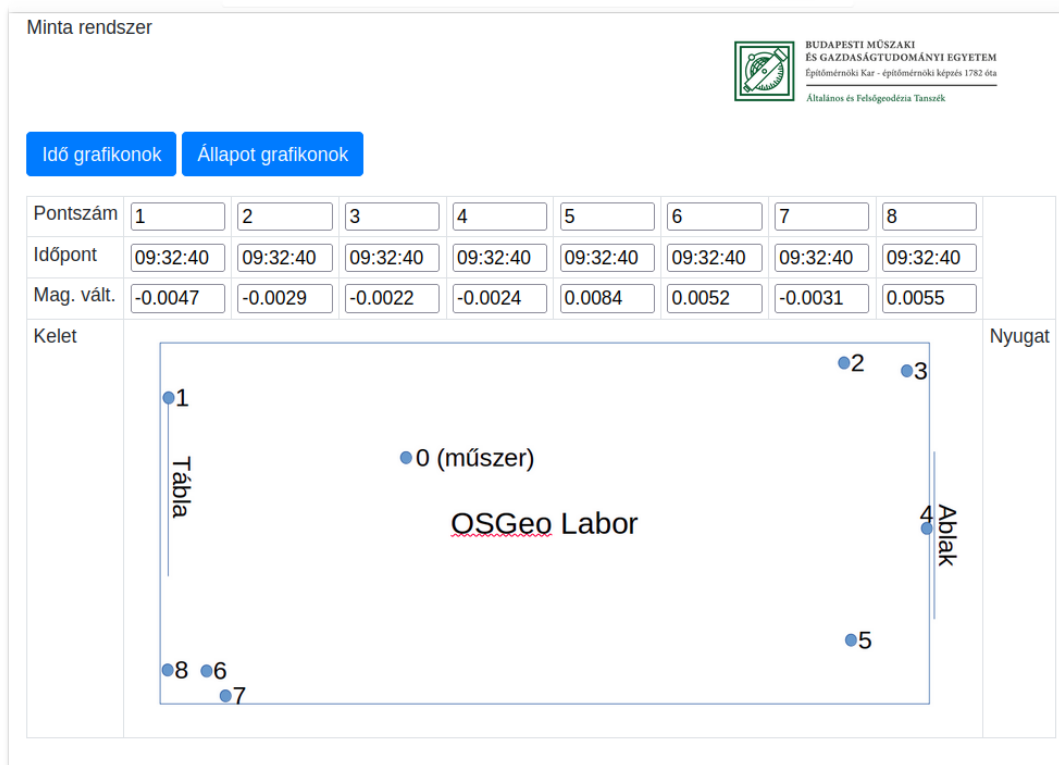 Minta rendszer
BUDAPESTI MŰSZAKI
ÉS GAZDASÁGTUDOMÁNYI EGYETEM
Építőmérnöki Kar - építőmérnöki képzés 1782 óta
Általános és Felsőgeodézia Tanszék
Idő grafikonok Állapot grafikonok
Pontszám 1 2 3 4 5 6 7 8
Időpont 09:32:40 09:32:40 09:32:40 09:32:40 09:32:40 09:32:40 09:32:40 09:32:40
Mag. vált. -0.0047 -0.0029 -0.0022 -0.0024 0.0084 0.0052 -0.0031 0.0055
Kelet Nyugat
2
3
1
0 (műszer)
Tábla
OSGeo Labor
4
Ablak
5
8 6
7